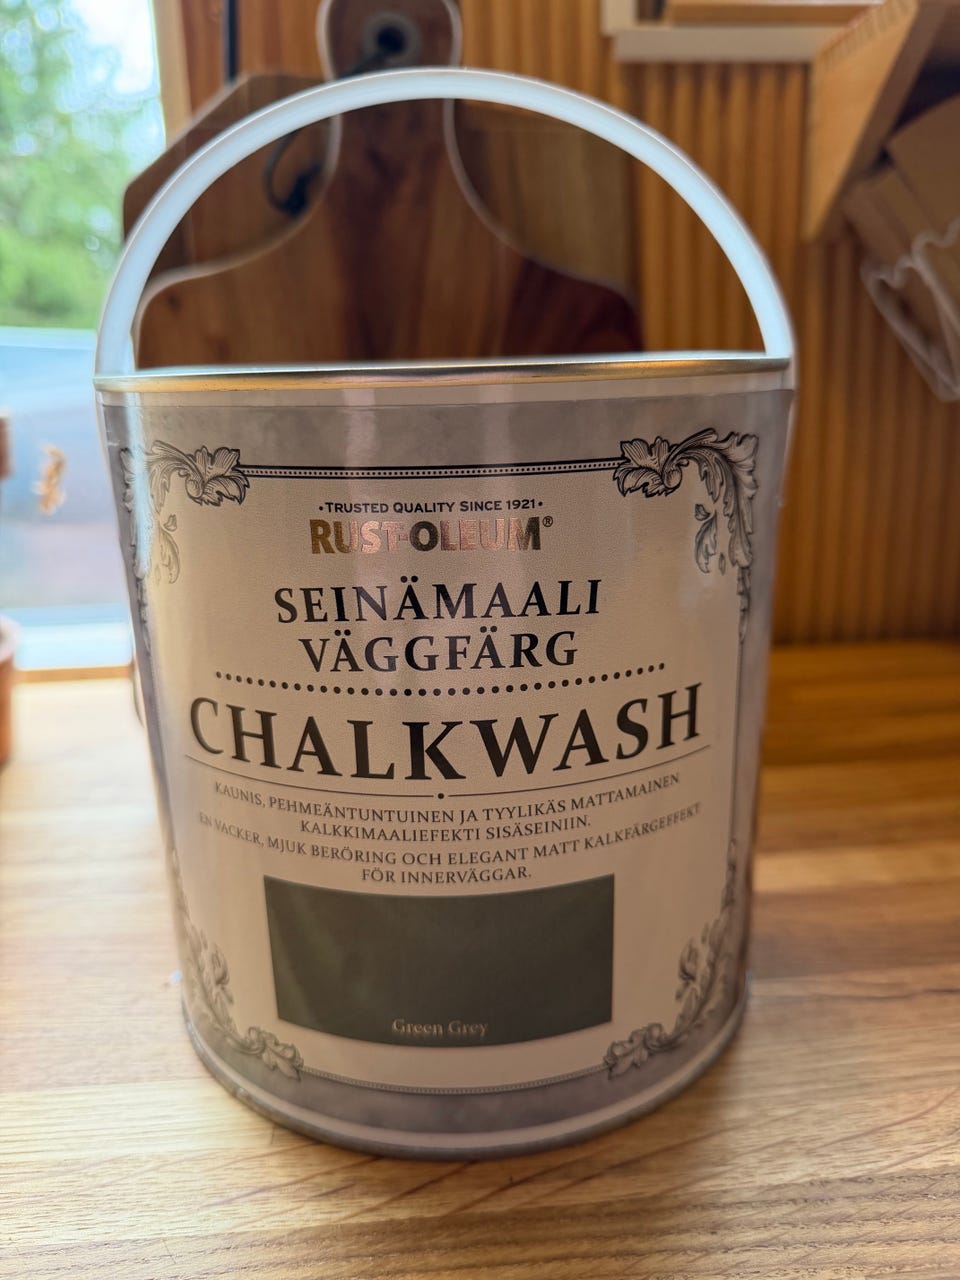 •TRUSTED QUALITY SINCE 1921•
RUST-OLEUM®
SEINÄMAALI
VÄGGFÄRG
CHALKWASH
KAUNIS, PEHMEÄNTUNTUINEN JA TYYLIKÄS MATTAMAINEN
KALKKIMAALIEFEKTI SISÄSEINIIN.
EN VACKER, MJUK BERÖRING OCH ELEGANT MATT KALKFÄRGEFFEKT
FÖR INNERVÄGGAR.
Green Grey